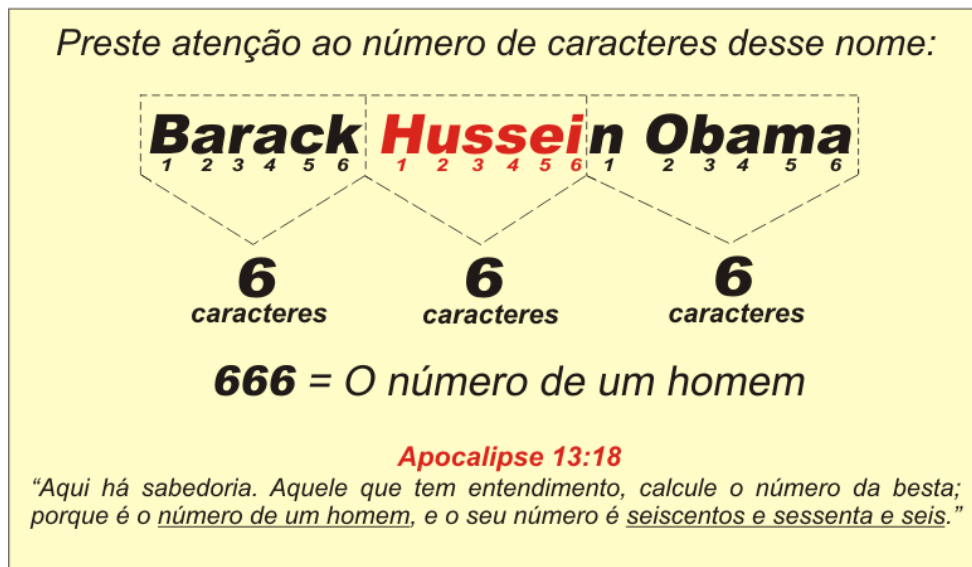 Preste atenção ao número de caracteres desse nome:
Barack Hussein Obama
1 2 3 4 5 6 1 2 3 4 5 6 1 2 3 4 5 6
6 6 6
caracteres caracteres caracteres
666 = O número de um homem
Apocalipse 13:18
“Aqui há sabedoria. Aquele que tem entendimento, calcule o número da besta;
porque é o número de um homem, e o seu número é seiscentos e sessenta e seis.”